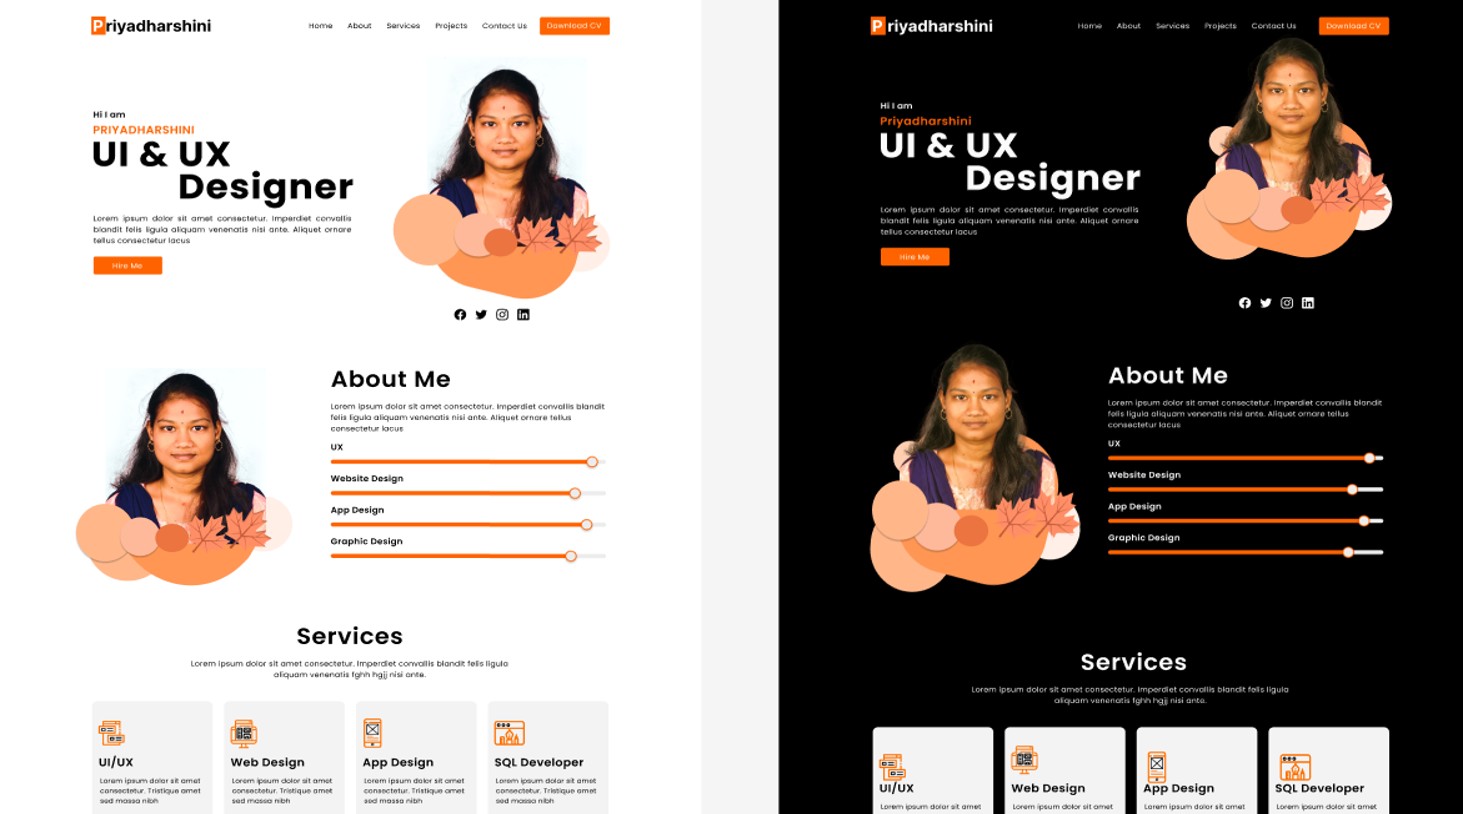 Priyadharshini
Home About Services Projects Contact Us Download CV
Hi I am
PRIYADHARSHINI
UI & UX
Designer
Lorem ipsum dolor sit amet consectetur. Imperdiet convallis
blandit felis ligula aliquam venenatis nisi ante. Aliquet ornare
tellus consectetur lacus
Hire Me
About Me
Lorem ipsum dolor sit amet consectetur. Imperdiet convallis blandit
felis ligula aliquam venenatis nisi ante. Aliquet ornare tellus
consectetur lacus
UX
Website Design
App Design
Graphic Design
Services
Lorem ipsum dolor sit amet consectetur. Imperdiet convallis blandit felis ligula
aliquam venenatis fghh hgjj nisi ante.
UI/UX
Lorem ipsum dolor sit amet
consectetur. Tristique amet
sed massa nibh
Web Design
Lorem ipsum dolor sit amet
consectetur. Tristique amet
sed massa nibh
App Design
Lorem ipsum dolor sit amet
consectetur. Tristique amet
sed massa nibh
SQL Developer
Lorem ipsum dolor sit amet
consectetur. Tristique amet
sed massa nibh
Priyadharshini
Home About Services Projects Contact Us Download CV
Hi I am
Priyadharshini
UI & UX
Designer
Lorem ipsum dolor sit amet consectetur. Imperdiet convallis
blandit felis ligula aliquam venenatis nisi ante. Aliquet ornare
tellus consectetur lacus
Hire Me
About Me
Lorem ipsum dolor sit amet consectetur. Imperdiet convallis blandit
felis ligula aliquam venenatis nisi ante. Aliquet ornare tellus
consectetur lacus
UX
Website Design
App Design
Graphic Design
Services
Lorem ipsum dolor sit amet consectetur. Imperdiet convallis blandit felis ligula
aliquam venenatis nisi ante.
UI/UX
Lorem ipsum dolor sit amet
Web Design
Lorem ipsum dolor sit amet
App Design
Lorem ipsum dolor sit amet
SQL Developer
Lorem ipsum dolor sit amet